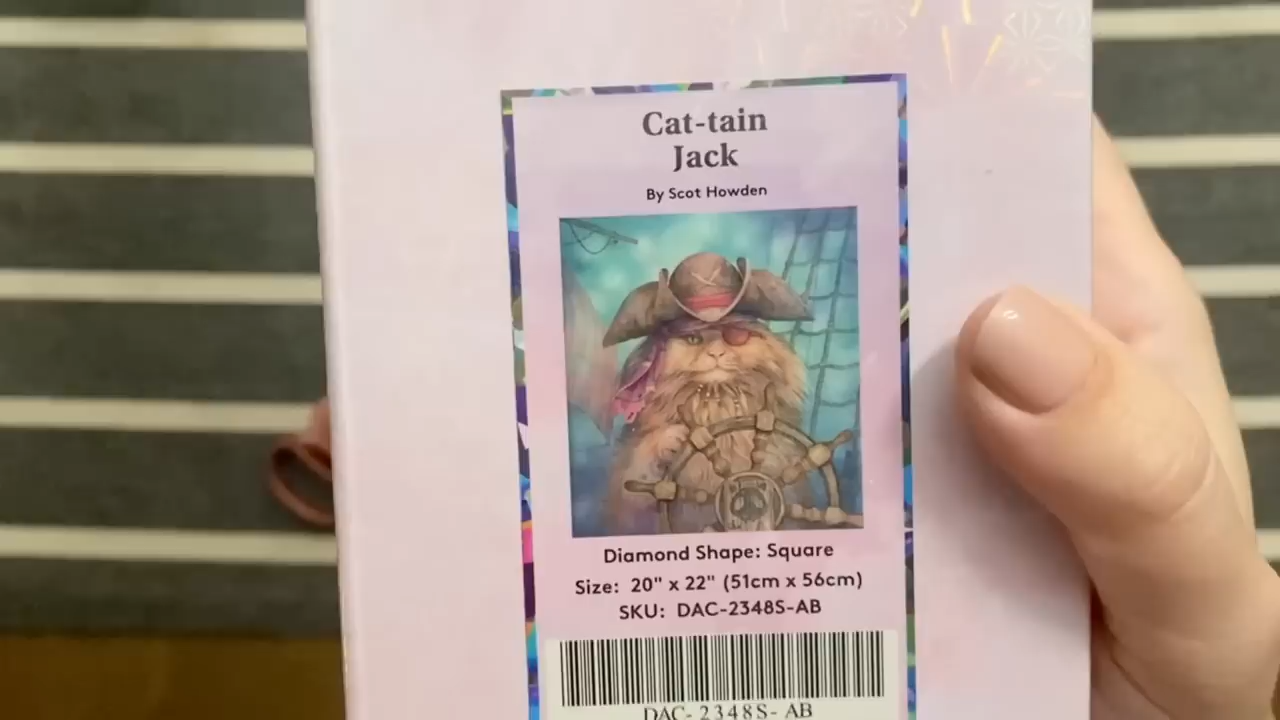 Cat-tain
Jack
By Scot Howden
Diamond Shape: Square
Size: 20" x 22" (51cm x 56cm)
SKU: DAC-2348S-AB
DAC- 2348S- AB